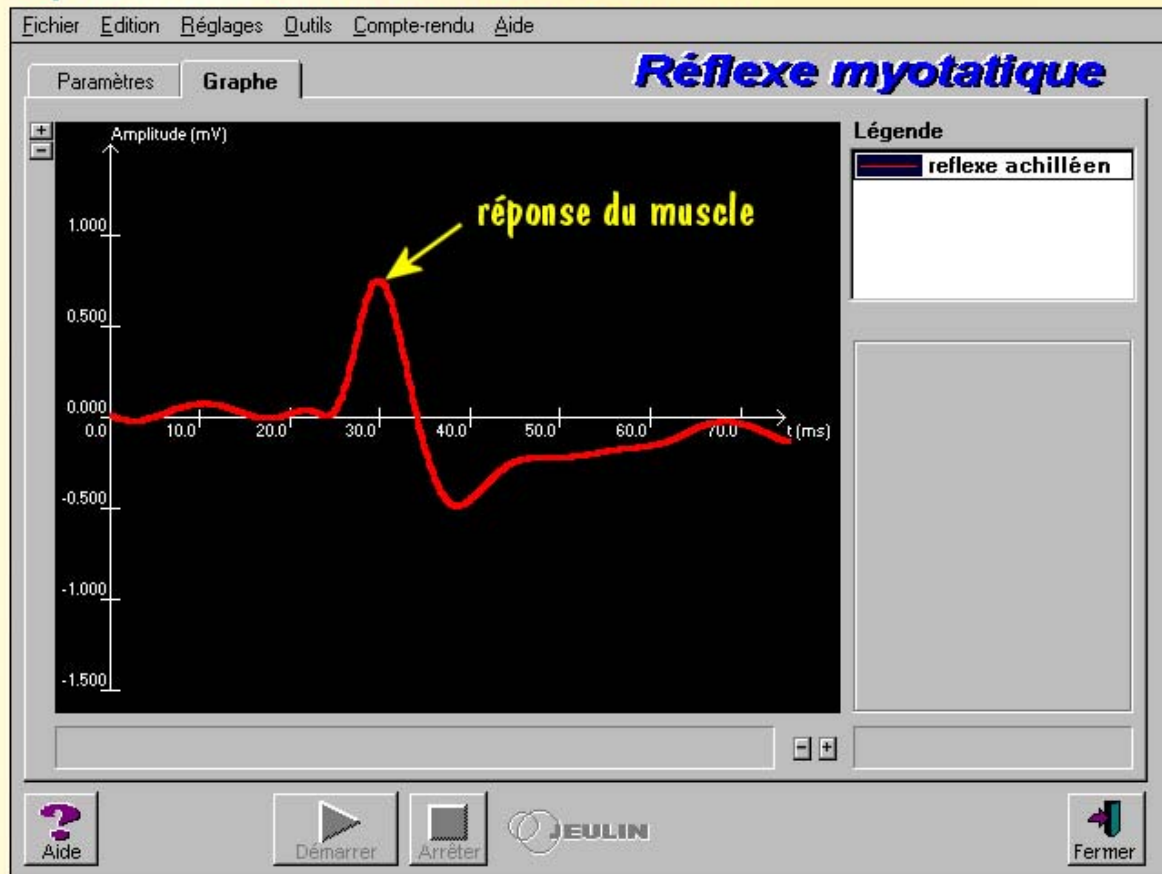 Fichier Edition Réglages Outils Compte-rendu Aide
Réflexe myotatique
Paramètres Graphe
Amplitude (mV)
Légende
reflexe achilléen
réponse du muscle
1.000
0.500
0.000
0.0 10.0 20.0 30.0 40.0 50.0 60.0 70.0 t (ms)
-0.500
-1.000
-1.500
Aide
Démarrer
Arrêter
JEULIN
Fermer